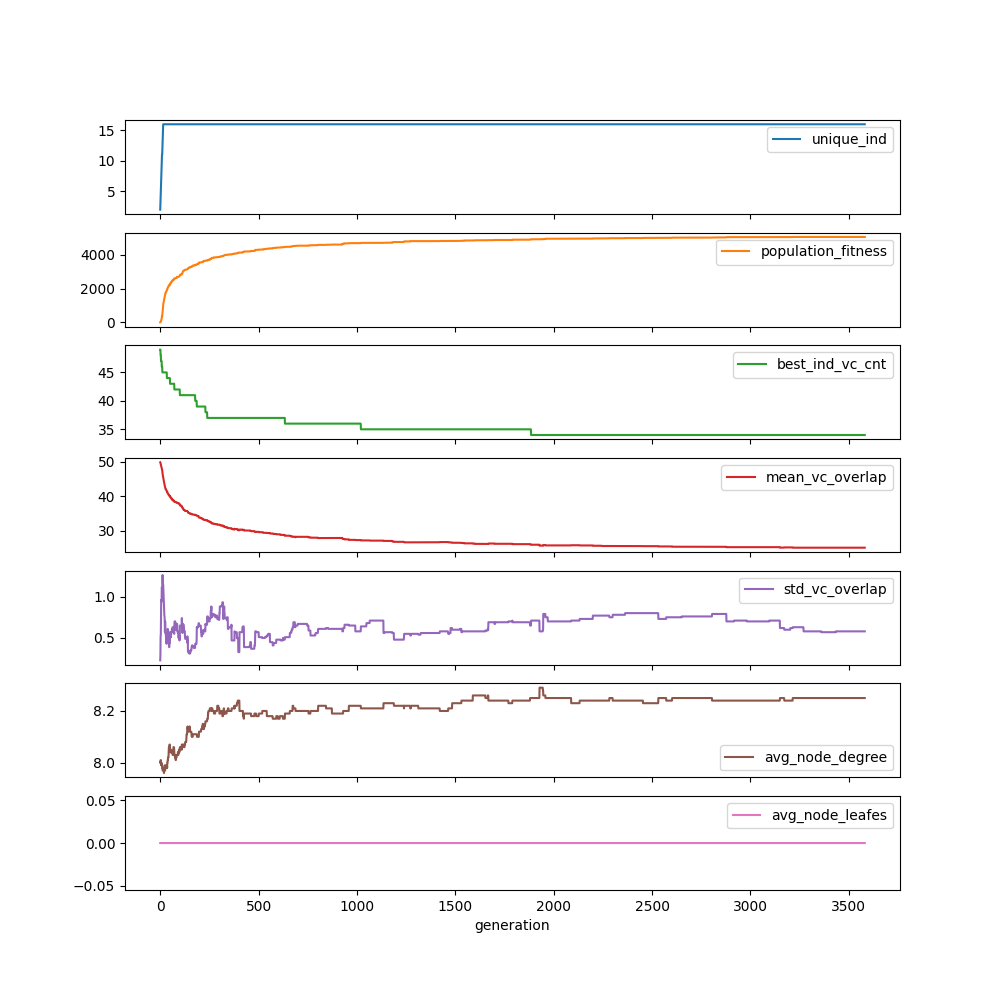 15
10
5
unique_ind
4000
2000
0
population_fitness
45
40
35
best_ind_vc_cnt
50
40
30
mean_vc_overlap
1.0
0.5
std_vc_overlap
8.2
8.0
avg_node_degree
0.05
0.00
−0.05
avg_node_leafes
0 500 1000 1500 2000 2500 3000 3500
generation